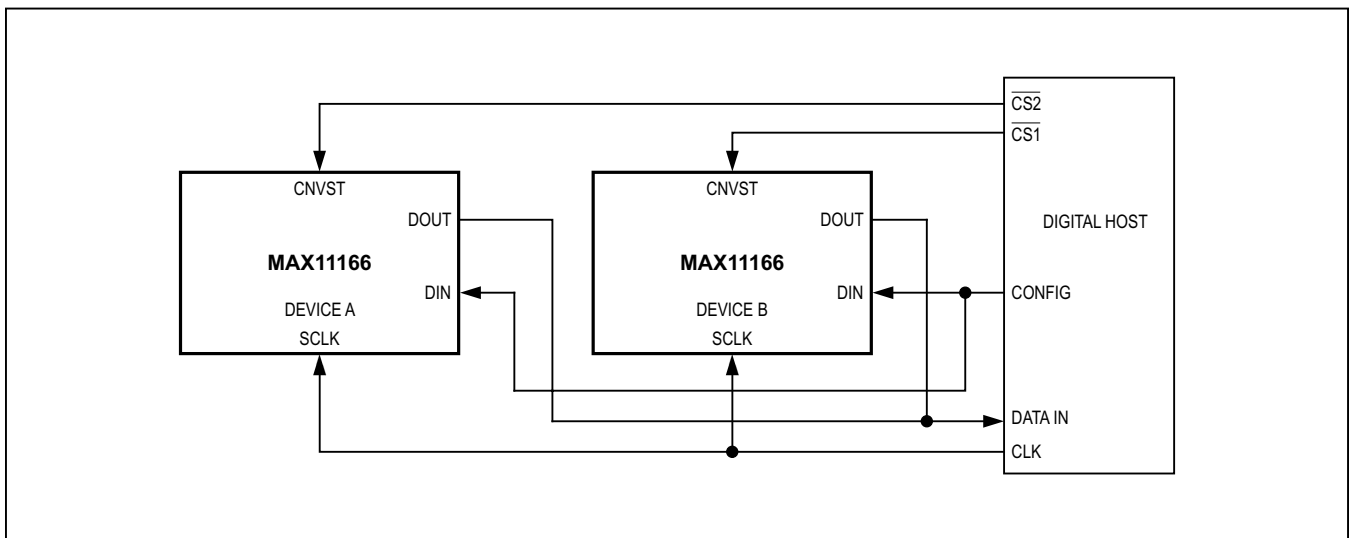 CS2
CS1
CNVST
CNVST
DOUT
DOUT
DIGITAL HOST
MAX11166
MAX11166
DIN
DIN
CONFIG
DEVICE A
DEVICE B
SCLK
SCLK
DATA IN
CLK